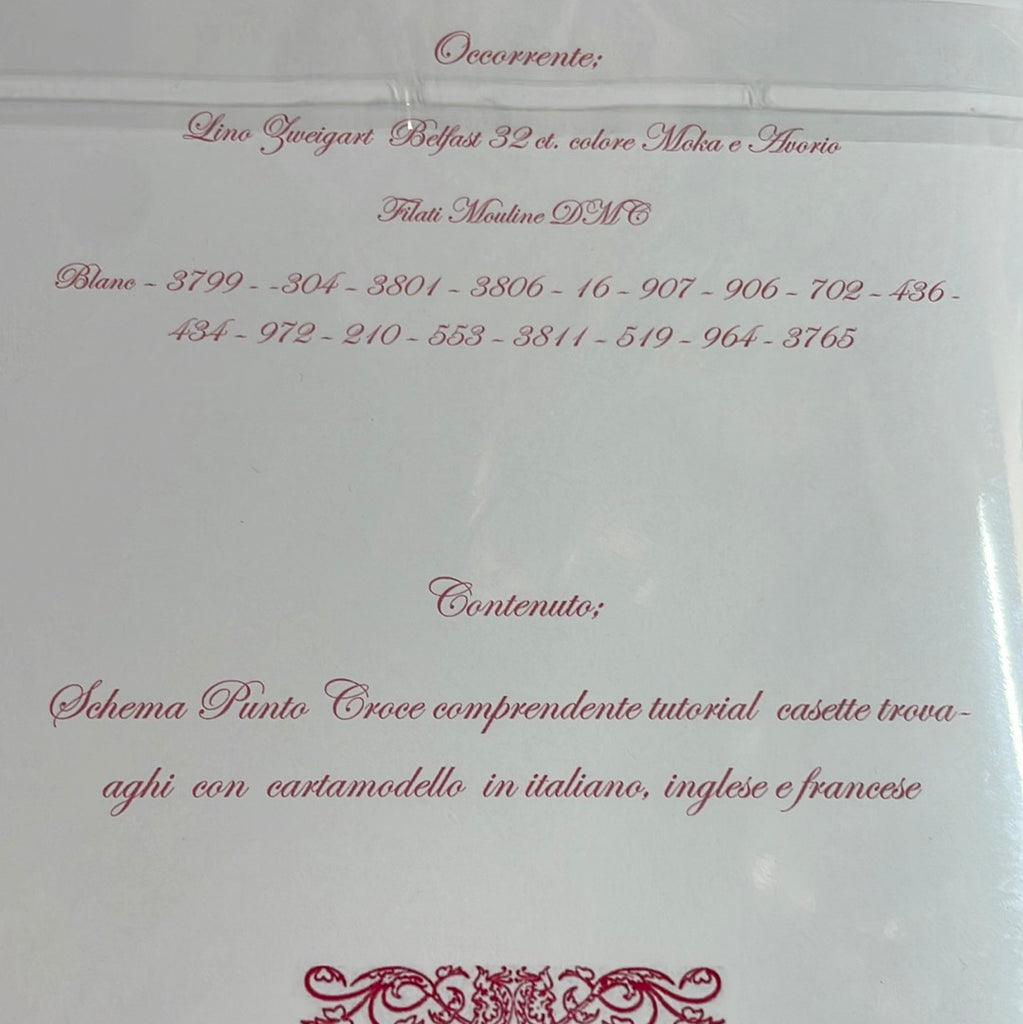 Occorrente;
Lino Zweigart Belfast 32 ct. colore Moka e Avorio
Filati Mouline DMC
Blanc - 3799 - -304 - 3801 - 3806 - 16 - 907 - 906 - 702 - 436 -
434 - 972 - 210 - 553 - 3811 - 519 - 964 - 3765
Contenuto;
Schema Punto Croce comprendente tutorial casette trova-
aghi con cartamodello in italiano, inglese e francese